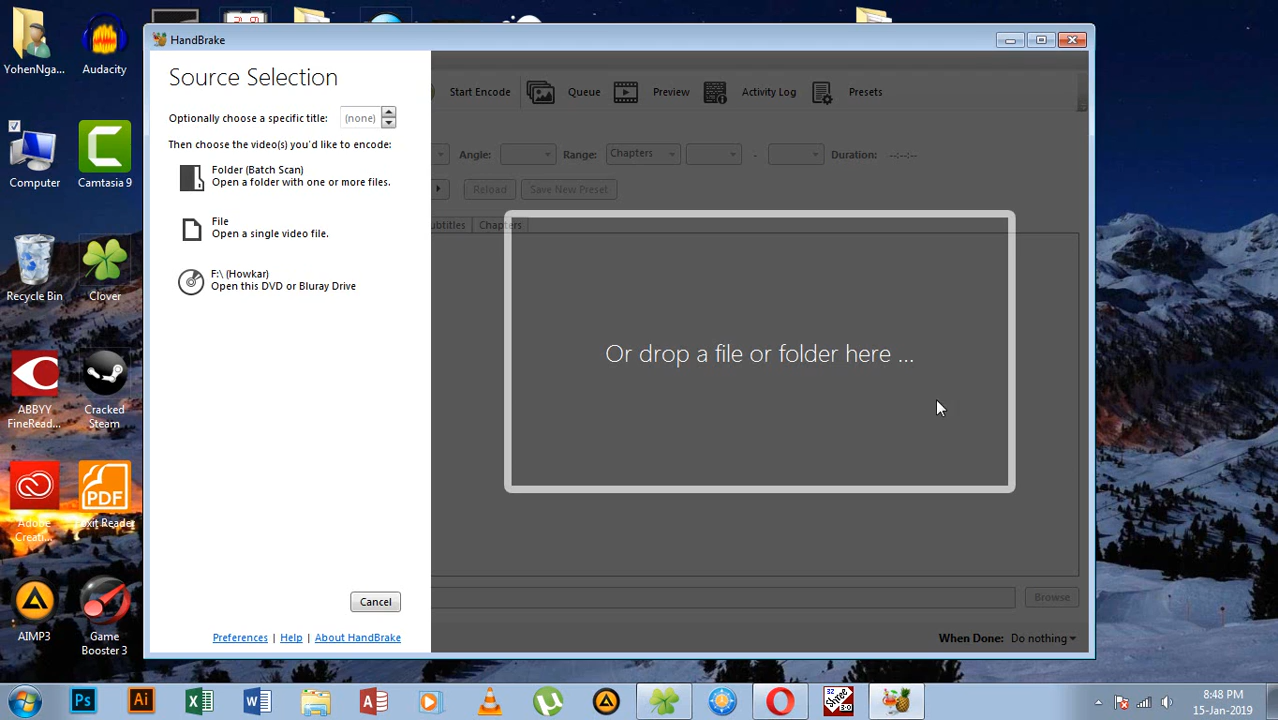 YohenNga...
Audacity
Computer
Camtasia 9
Recycle Bin
Clover
ABBYY
FineRead...
Cracked
Steam
Adobe
Creati...
PDF
Foxit Reader
AIMP3
Game
Booster 3
HandBrake
Source Selection
Optionally choose a specific title:
(none)
Then choose the video(s) you'd like to encode:
Folder (Batch Scan)
Open a folder with one or more files.
File
Open a single video file.
F:\ (Howkar)
Open this DVD or Bluray Drive
Cancel
Preferences | Help | About HandBrake
Start Encode
Queue
Preview
Activity Log
Presets
Angle:
Range:
Chapters
-
Duration:
--:--:--
Reload
Save New Preset
ubtitles
Chapters
Or drop a file or folder here ...
Browse
When Done: Do nothing
Ps
Ai
8:48 PM
15-Jan-2019